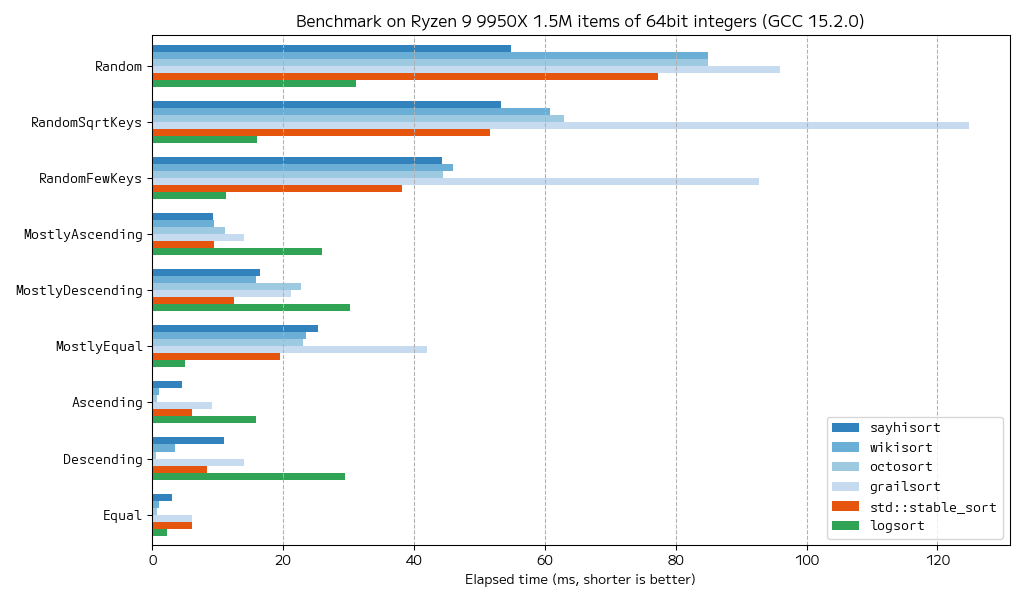 Benchmark on Ryzen 9 9950X 1.5M items of 64bit integers (GCC 15.2.0)
Random
RandomSqrtKeys
RandomFewKeys
MostlyAscending
MostlyDescending
MostlyEqual
Ascending
Descending
Equal
sayhisort
wikisort
octosort
grailsort
std::stable_sort
logsort
0 20 40 60 80 100 120
Elapsed time (ms, shorter is better)